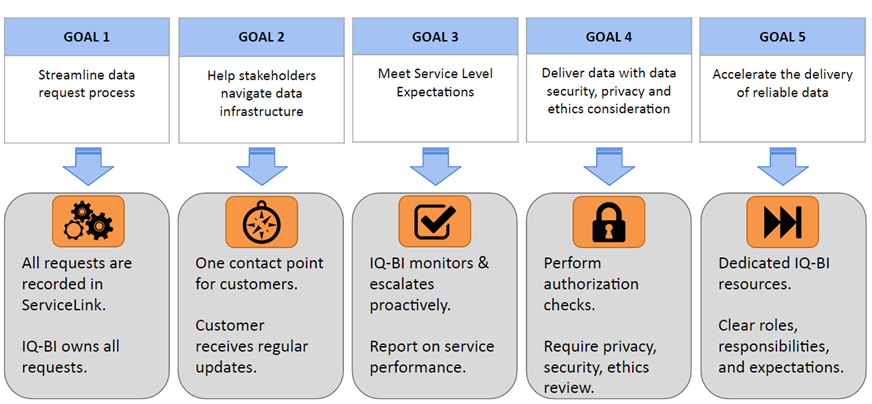 GOAL 1
Streamline data
request process
GOAL 2
Help stakeholders
navigate data
infrastructure
GOAL 3
Meet Service Level
Expectations
GOAL 4
Deliver data with data
security, privacy and
ethics consideration
GOAL 5
Accelerate the delivery
of reliable data
All requests are
recorded in
ServiceLink.
IQ-BI owns all
requests.
One contact point
for customers.
Customer
receives regular
updates.
IQ-BI monitors &
escalates
proactively.
Report on service
performance.
Perform
authorization
checks.
Require privacy,
security, ethics
review.
Dedicated IQ-BI
resources.
Clear roles,
responsibilities,
and expectations.